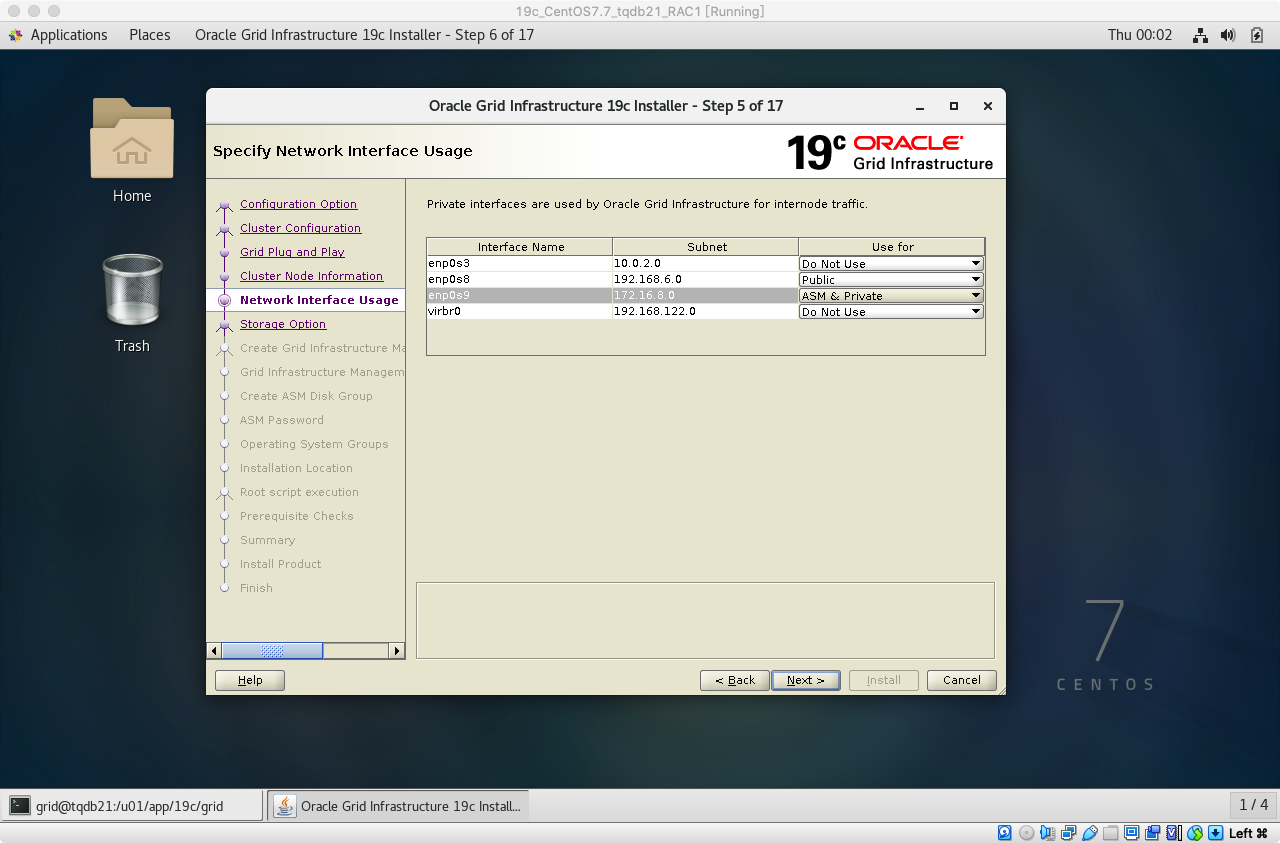 19c_CentOS7.7_tqdb21_RAC1 [Running]
Applications Places Oracle Grid Infrastructure 19c Installer - Step 6 of 17 Thu 00:02
Home
Trash
Oracle Grid Infrastructure 19c Installer - Step 5 of 17
Specify Network Interface Usage
19c ORACLE
Grid Infrastructure
Configuration Option
Cluster Configuration
Grid Plug and Play
Cluster Node Information
Network Interface Usage
Storage Option
Create Grid Infrastructure Ma
Grid Infrastructure Managem
Create ASM Disk Group
ASM Password
Operating System Groups
Installation Location
Root script execution
Prerequisite Checks
Summary
Install Product
Finish
Private interfaces are used by Oracle Grid Infrastructure for internode traffic.
Interface Name Subnet Use for
enp0s3 10.0.2.0 Do Not Use
enp0s8 192.168.6.0 Public
enp0s9 172.16.8.0 ASM & Private
virbr0 192.168.122.0 Do Not Use
Help < Back Next > Install Cancel
7
CENTOS
grid@tqdb21:/u01/app/19c/grid Oracle Grid Infrastructure 19c Install... 1 / 4
Left ⌘